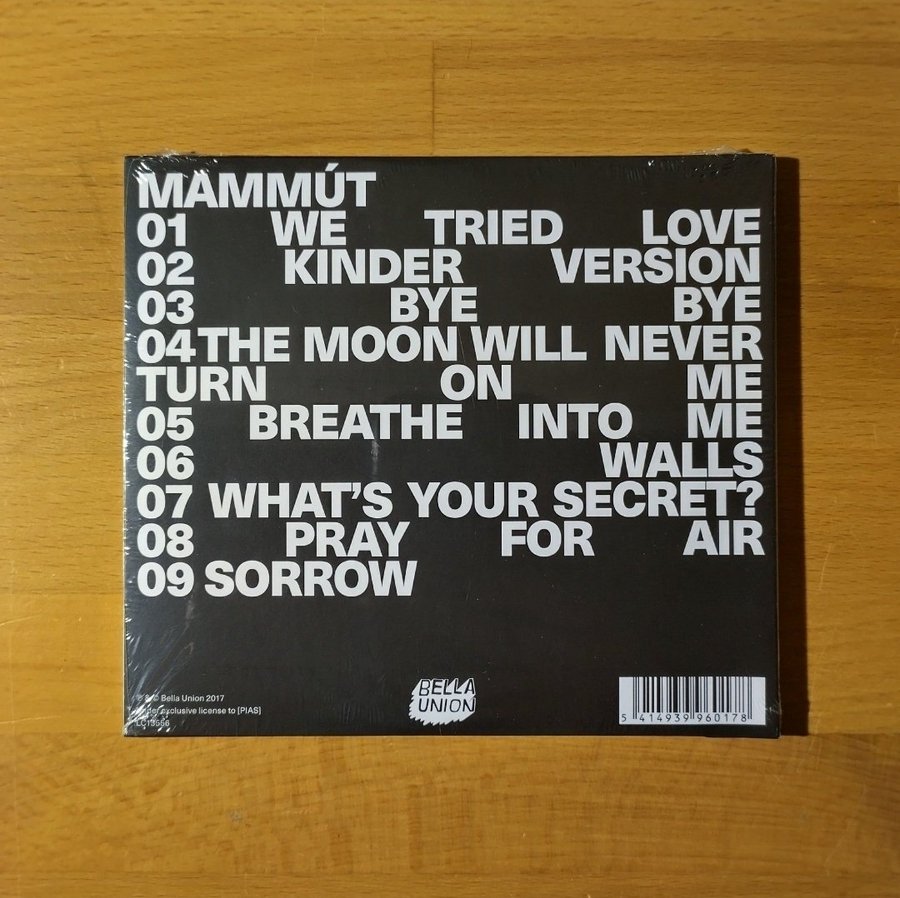 MAMMÚT
01 WE TRIED LOVE
02 KINDER VERSION
03 BYE BYE
04 THE MOON WILL NEVER
TURN ON ME
05 BREATHE INTO ME
06 WALLS
07 WHAT'S YOUR SECRET?
08 PRAY FOR AIR
09 SORROW
℗ & © Bella Union 2017
under exclusive license to [PIAS]
LC13556
BELLA
UNION
5 414939 960178